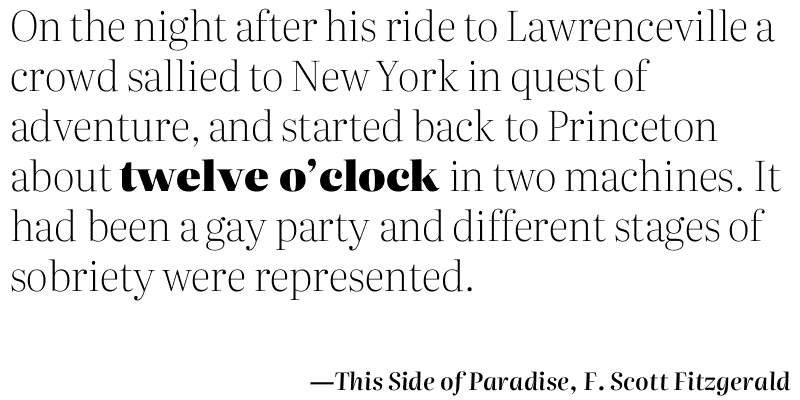 On the night after his ride to Lawrenceville a
crowd sallied to New York in quest of
adventure, and started back to Princeton
about twelve o’clock in two machines. It
had been a gay party and different stages of
sobriety were represented.
—This Side of Paradise, F. Scott Fitzgerald